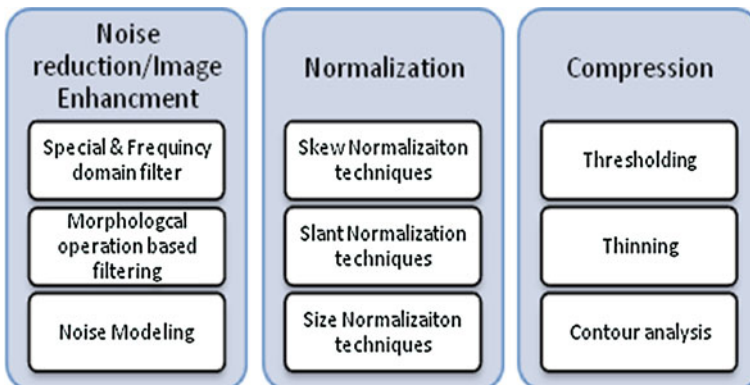 Noise
reduction/Image
Enhancment
Special & Frequincy
domain filter
Morphologcal
operation based
filtering
Noise Modeling
Normalization
Skew Normalizaiton
techniques
Slant Normalization
techniques
Size Normalizaiton
techniques
Compression
Thresholding
Thinning
Contour analysis